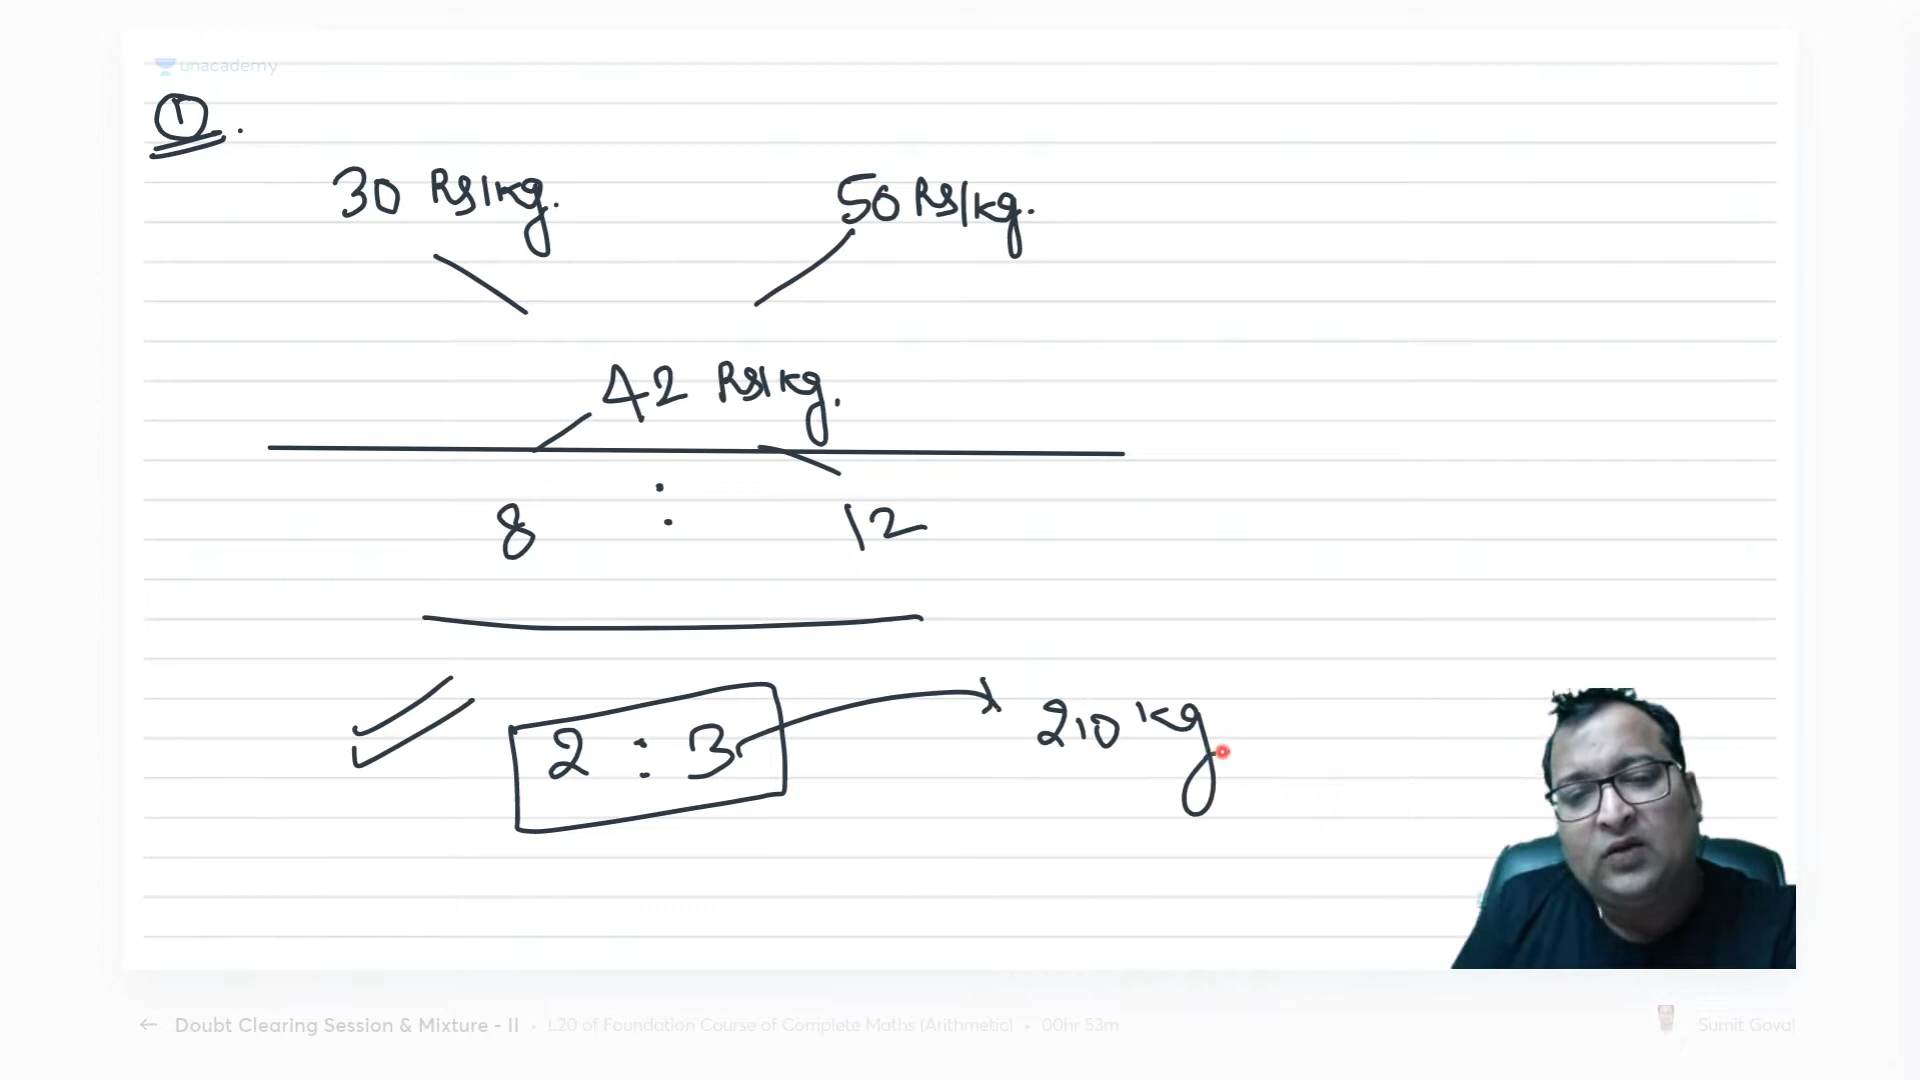 unacademy
1.
30 Rs/kg. 50 Rs/kg.
42 Rs/kg.
8 : 12
2 : 3 210 kg
← Doubt Clearing Session & Mixture - II • L20 of Foundation Course of Complete Maths (Arithmetic) • 00hr 53m Sumit Goyal